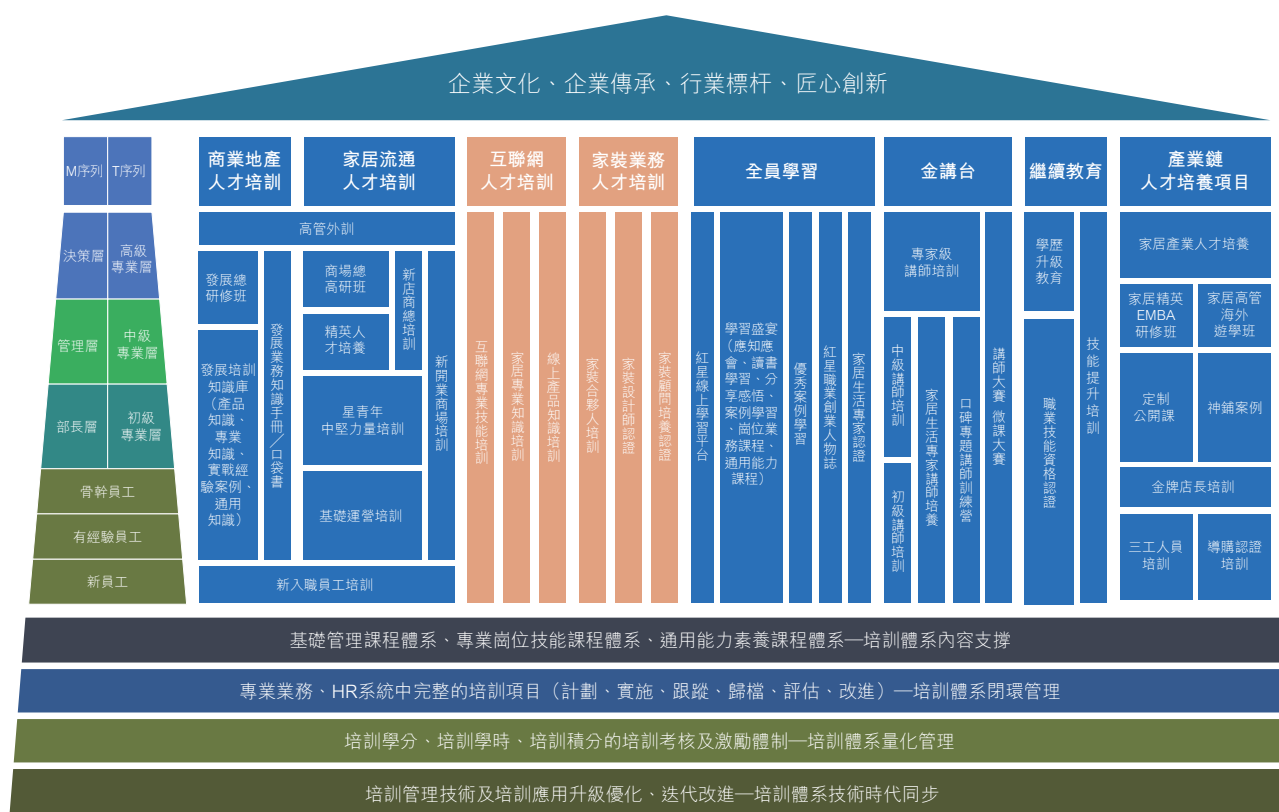 企業文化、企業傳承、行業標杆、匠心創新
M序列
T序列
商業地產
人才培訓
家居流通
人才培訓
互聯網
人才培訓
家裝業務
人才培訓
全員學習
金講台
繼續教育
產業鏈
人才培養項目
決策層
高級
專業層
管理層
中級
專業層
部長層
初級
專業層
骨幹員工
有經驗員工
新員工
高管外訓
發展總
研修班
發展培訓
知識庫
（產品
知識、
專業
知識、
實戰經
驗案例、
通用
知識）
發展業務知識手冊／口袋書
商場總
高研班
精英人
才培養
新店商總培訓
星青年
中堅力量培訓
基礎運營培訓
新開業商場培訓
新入職員工培訓
互聯網專業技能培訓
家居專業知識培訓
線上產品知識培訓
家裝合夥人培訓
家裝設計師認證
家裝顧問培養認證
紅星線上學習平台
學習盛宴
（應知應
會、讀書
學習、分
享感悟、
案例學習
、崗位業
務課程、
通用能力
課程）
優秀案例學習
紅星職業創業人物誌
家居生活專家認證
專家級
講師培訓
中級講師培訓
初級講師培訓
家居生活專家講師培養
口碑專題講師訓練營
講師大賽 微課大賽
學歷
升級
教育
職業技能資格認證
技能提升培訓
家居產業人才培養
家居精英
EMBA
研修班
家居高管
海外
遊學班
定制
公開課
神鋪案例
金牌店長培訓
三工人員
培訓
導購認證
培訓
基礎管理課程體系、專業崗位技能課程體系、通用能力素養課程體系—培訓體系內容支撐
專業業務、HR系統中完整的培訓項目（計劃、實施、跟蹤、歸檔、評估、改進）—培訓體系閉環管理
培訓學分、培訓學時、培訓積分的培訓考核及激勵體制—培訓體系量化管理
培訓管理技術及培訓應用升級優化、迭代改進—培訓體系技術時代同步